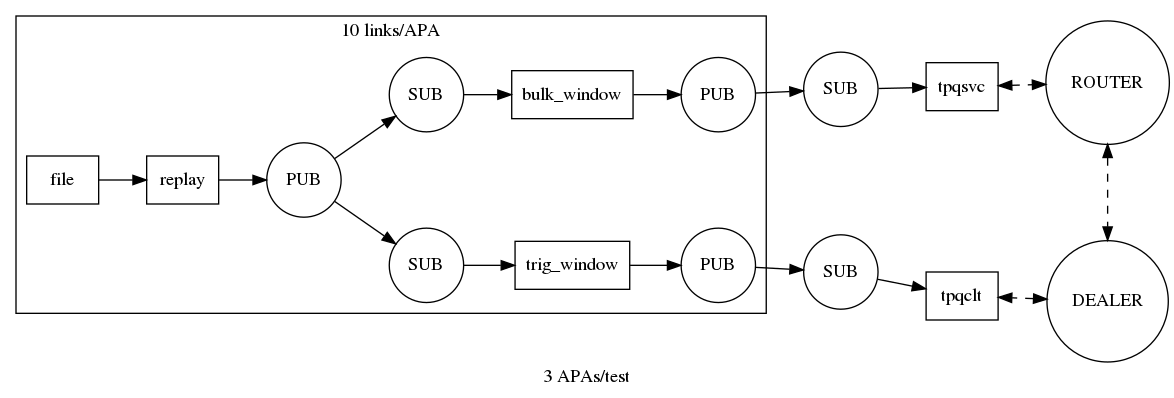 10 links/APA
SUB
bulk_window
PUB
SUB
tpqsvc
ROUTER
file
replay
PUB
SUB
trig_window
PUB
SUB
tpqclt
DEALER
3 APAs/test